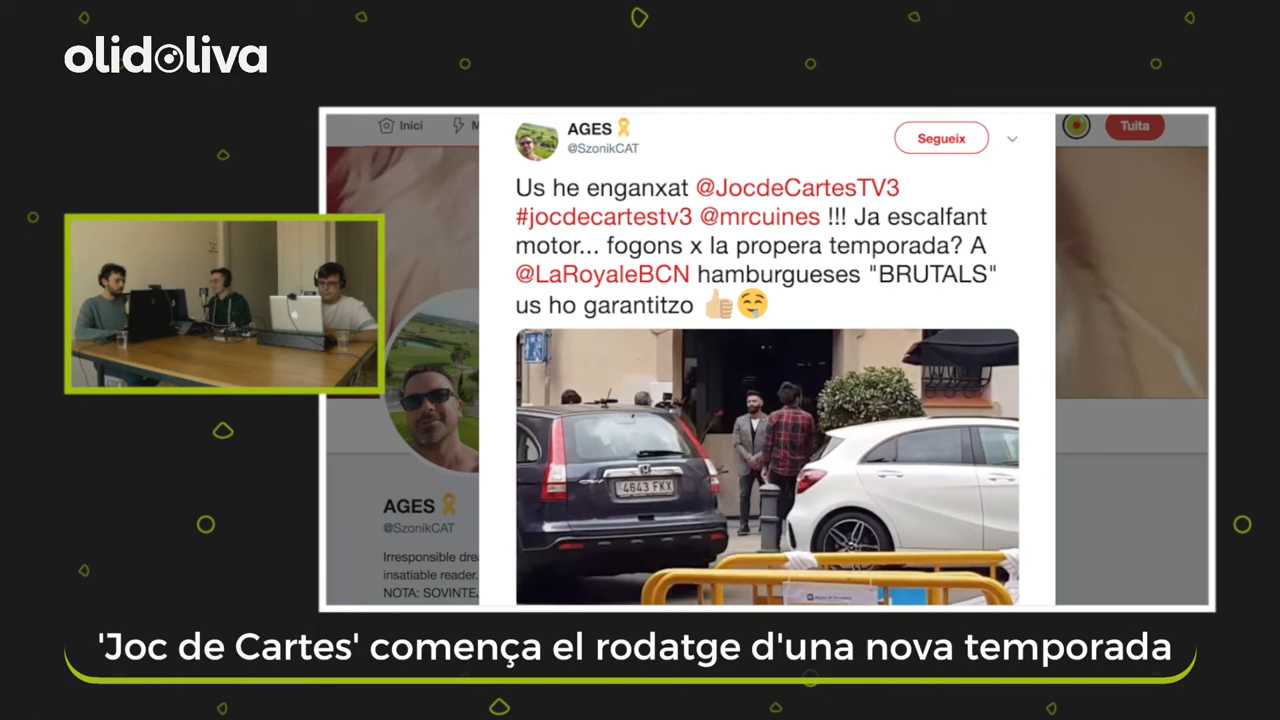 olidoliva
Inici
M
Tuita
AGES
@SzonikCAT
Segueix
Us he enganxat @JocdeCartesTV3
#jocdecartestv3 @mrcuines !!! Ja escalfant
motor... fogons x la propera temporada? A
@LaRoyaleBCN hamburgueses "BRUTALS"
us ho garantitzo
4643 FKX
AGES
@SzonikCAT
Irresponsible drea
insatiable reader.
NOTA: SOVINTEJ
'Joc de Cartes' comença el rodatge d'una nova temporada